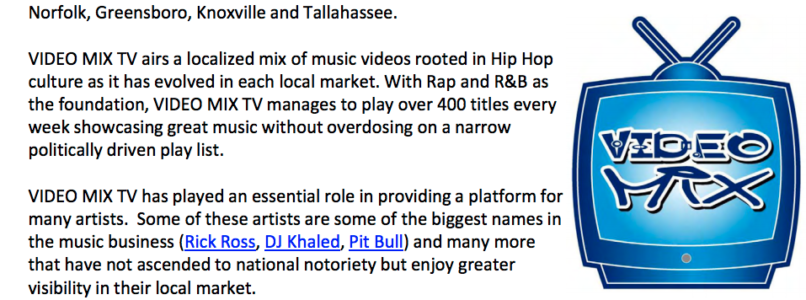 Norfolk, Greensboro, Knoxville and Tallahassee.
VIDEO MIX TV airs a localized mix of music videos rooted in Hip Hop
culture as it has evolved in each local market. With Rap and R&B as
the foundation, VIDEO MIX TV manages to play over 400 titles every
week showcasing great music without overdosing on a narrow
politically driven play list.
VIDEO MIX TV has played an essential role in providing a platform for
many artists.  Some of these artists are some of the biggest names in
the music business (Rick Ross, DJ Khaled, Pit Bull) and many more
that have not ascended to national notoriety but enjoy greater
visibility in their local market.
VIDEO
MIX